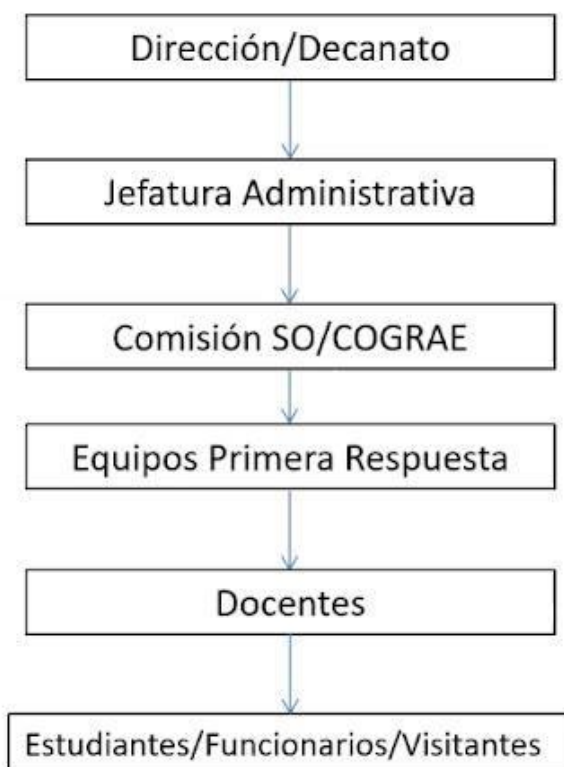 Dirección/Decanato
Jefatura Administrativa
Comisión SO/COGRAE
Equipos Primera Respuesta
Docentes
Estudiantes/Funcionarios/Visitantes